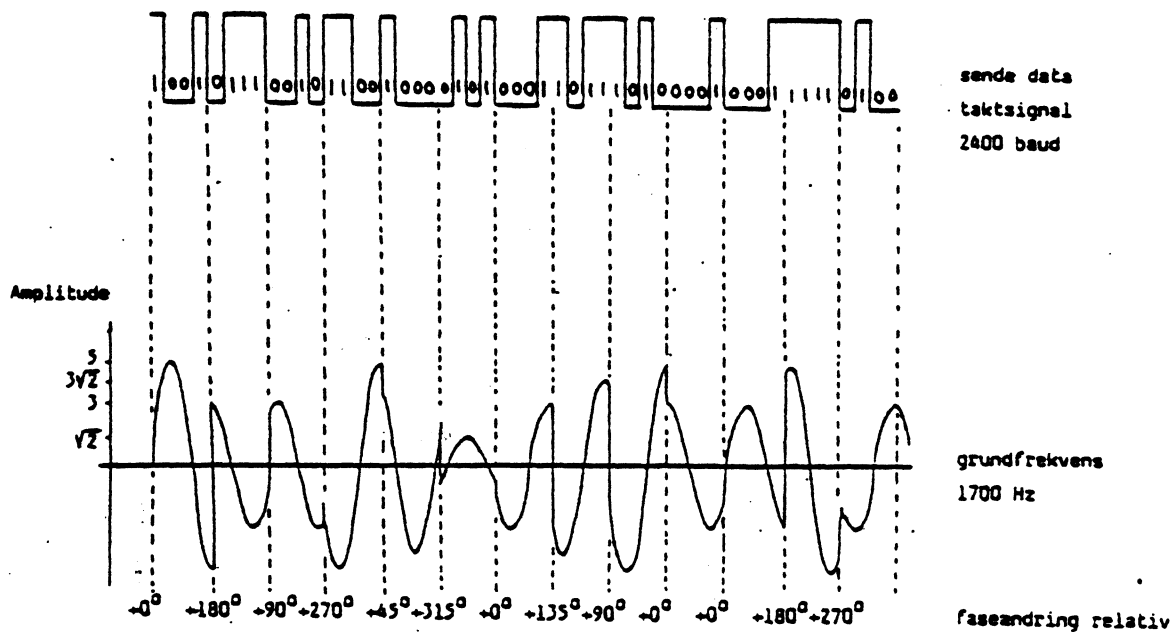 1001011100101100100001010001101110100001000111110100
sende data
taktsignal
2400 baud
Amplitude
5
3√2
3
√2
grundfrekvens
1700 Hz
+0° +180° +90° +270° +45° +315° +0° +135° +90° +0° +0° +180° +270°
faseændring relativ